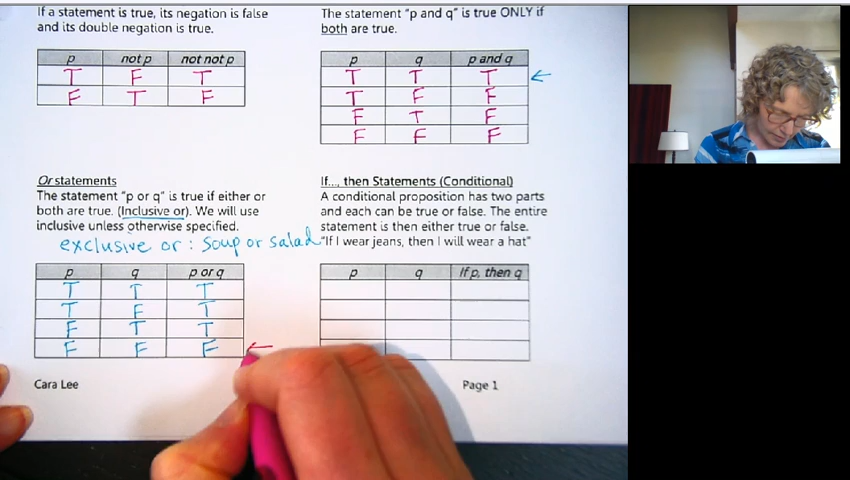 If a statement is true, its negation is false
and its double negation is true.
p not p not not p
T F T
F T F
The statement "p and q" is true ONLY if
both are true.
p q p and q
T T T
T F F
F T F
F F F
Or statements
The statement "p or q" is true if either or
both are true. (Inclusive or). We will use
inclusive unless otherwise specified.
exclusive or : soup or salad
p q p or q
T T T
T F T
F T T
F F F
If..., then Statements (Conditional)
A conditional proposition has two parts
and each can be true or false. The entire
statement is then either true or false.
"If I wear jeans, then I will wear a hat"
p q If p, then q
Cara Lee
Page 1